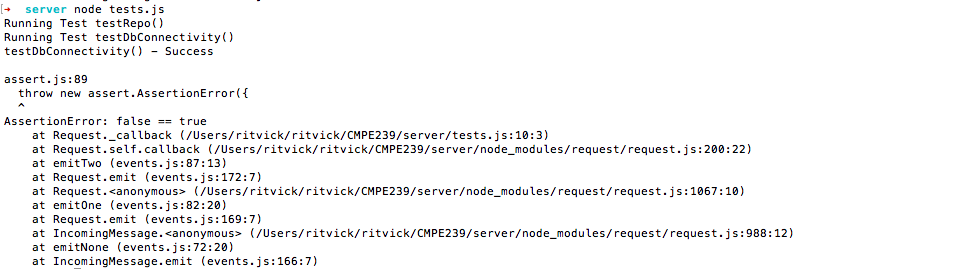 ➜  server node tests.js
Running Test testRepo()
Running Test testDbConnectivity()
testDbConnectivity() - Success

assert.js:89
  throw new assert.AssertionError({
  ^
AssertionError: false == true
    at Request._callback (/Users/ritvick/ritvick/CMPE239/server/tests.js:10:3)
    at Request.self.callback (/Users/ritvick/ritvick/CMPE239/server/node_modules/request/request.js:200:22)
    at emitTwo (events.js:87:13)
    at Request.emit (events.js:172:7)
    at Request.<anonymous> (/Users/ritvick/ritvick/CMPE239/server/node_modules/request/request.js:1067:10)
    at emitOne (events.js:82:20)
    at Request.emit (events.js:169:7)
    at IncomingMessage.<anonymous> (/Users/ritvick/ritvick/CMPE239/server/node_modules/request/request.js:988:12)
    at emitNone (events.js:72:20)
    at IncomingMessage.emit (events.js:166:7)